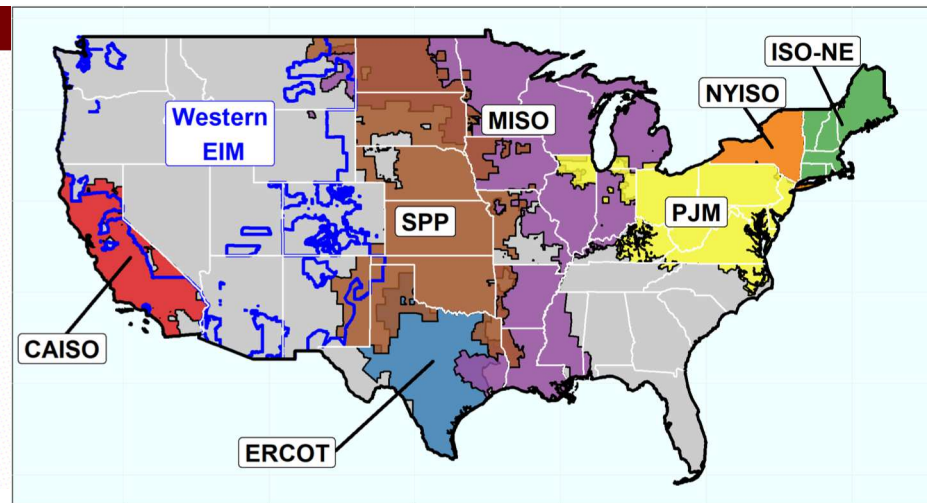 ISO-NE
NYISO
Western
EIM
MISO
SPP
PJM
CAISO
ERCOT